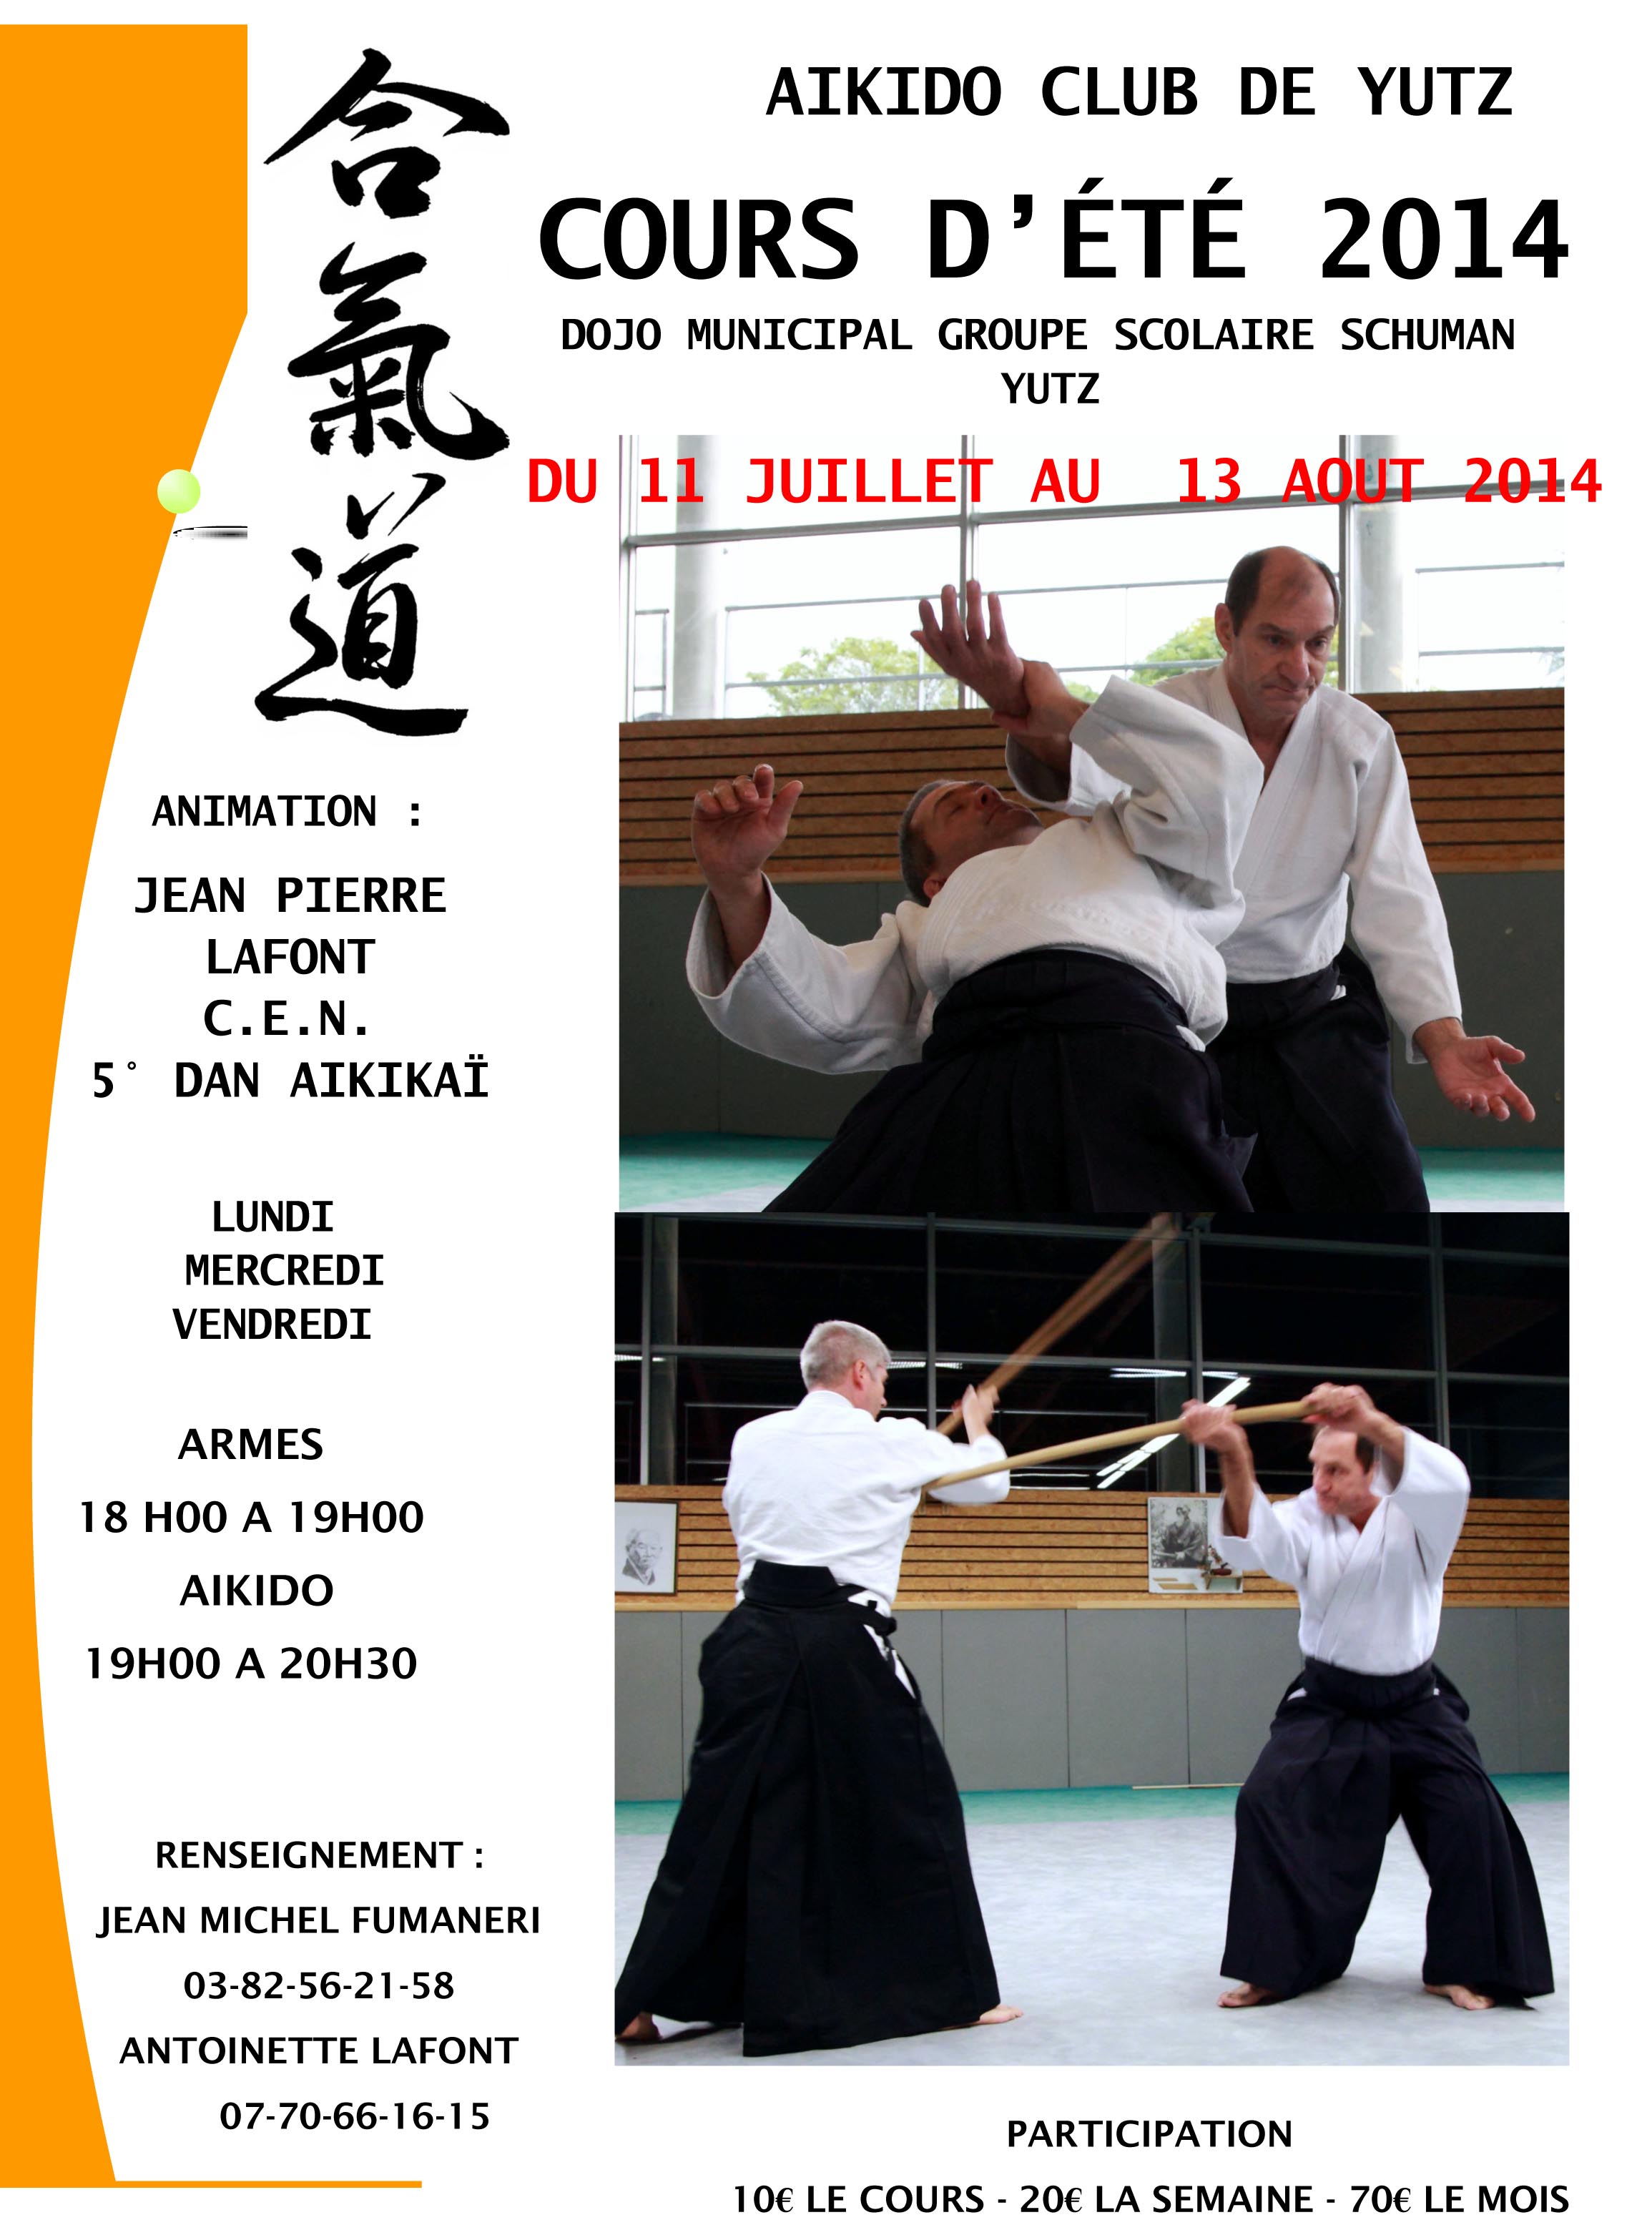 合
氣
道
AIKIDO CLUB DE YUTZ
COURS D’ÉTÉ 2014
DOJO MUNICIPAL GROUPE SCOLAIRE SCHUMAN
YUTZ
DU 11 JUILLET AU 13 AOUT 2014
ANIMATION :
JEAN PIERRE
LAFONT
C.E.N.
5° DAN AIKIKAÏ
LUNDI
MERCREDI
VENDREDI
ARMES
18 H00 A 19H00
AIKIDO
19H00 A 20H30
RENSEIGNEMENT :
JEAN MICHEL FUMANERI
03-82-56-21-58
ANTOINETTE LAFONT
07-70-66-16-15
PARTICIPATION
10€ LE COURS - 20€ LA SEMAINE - 70€ LE MOIS